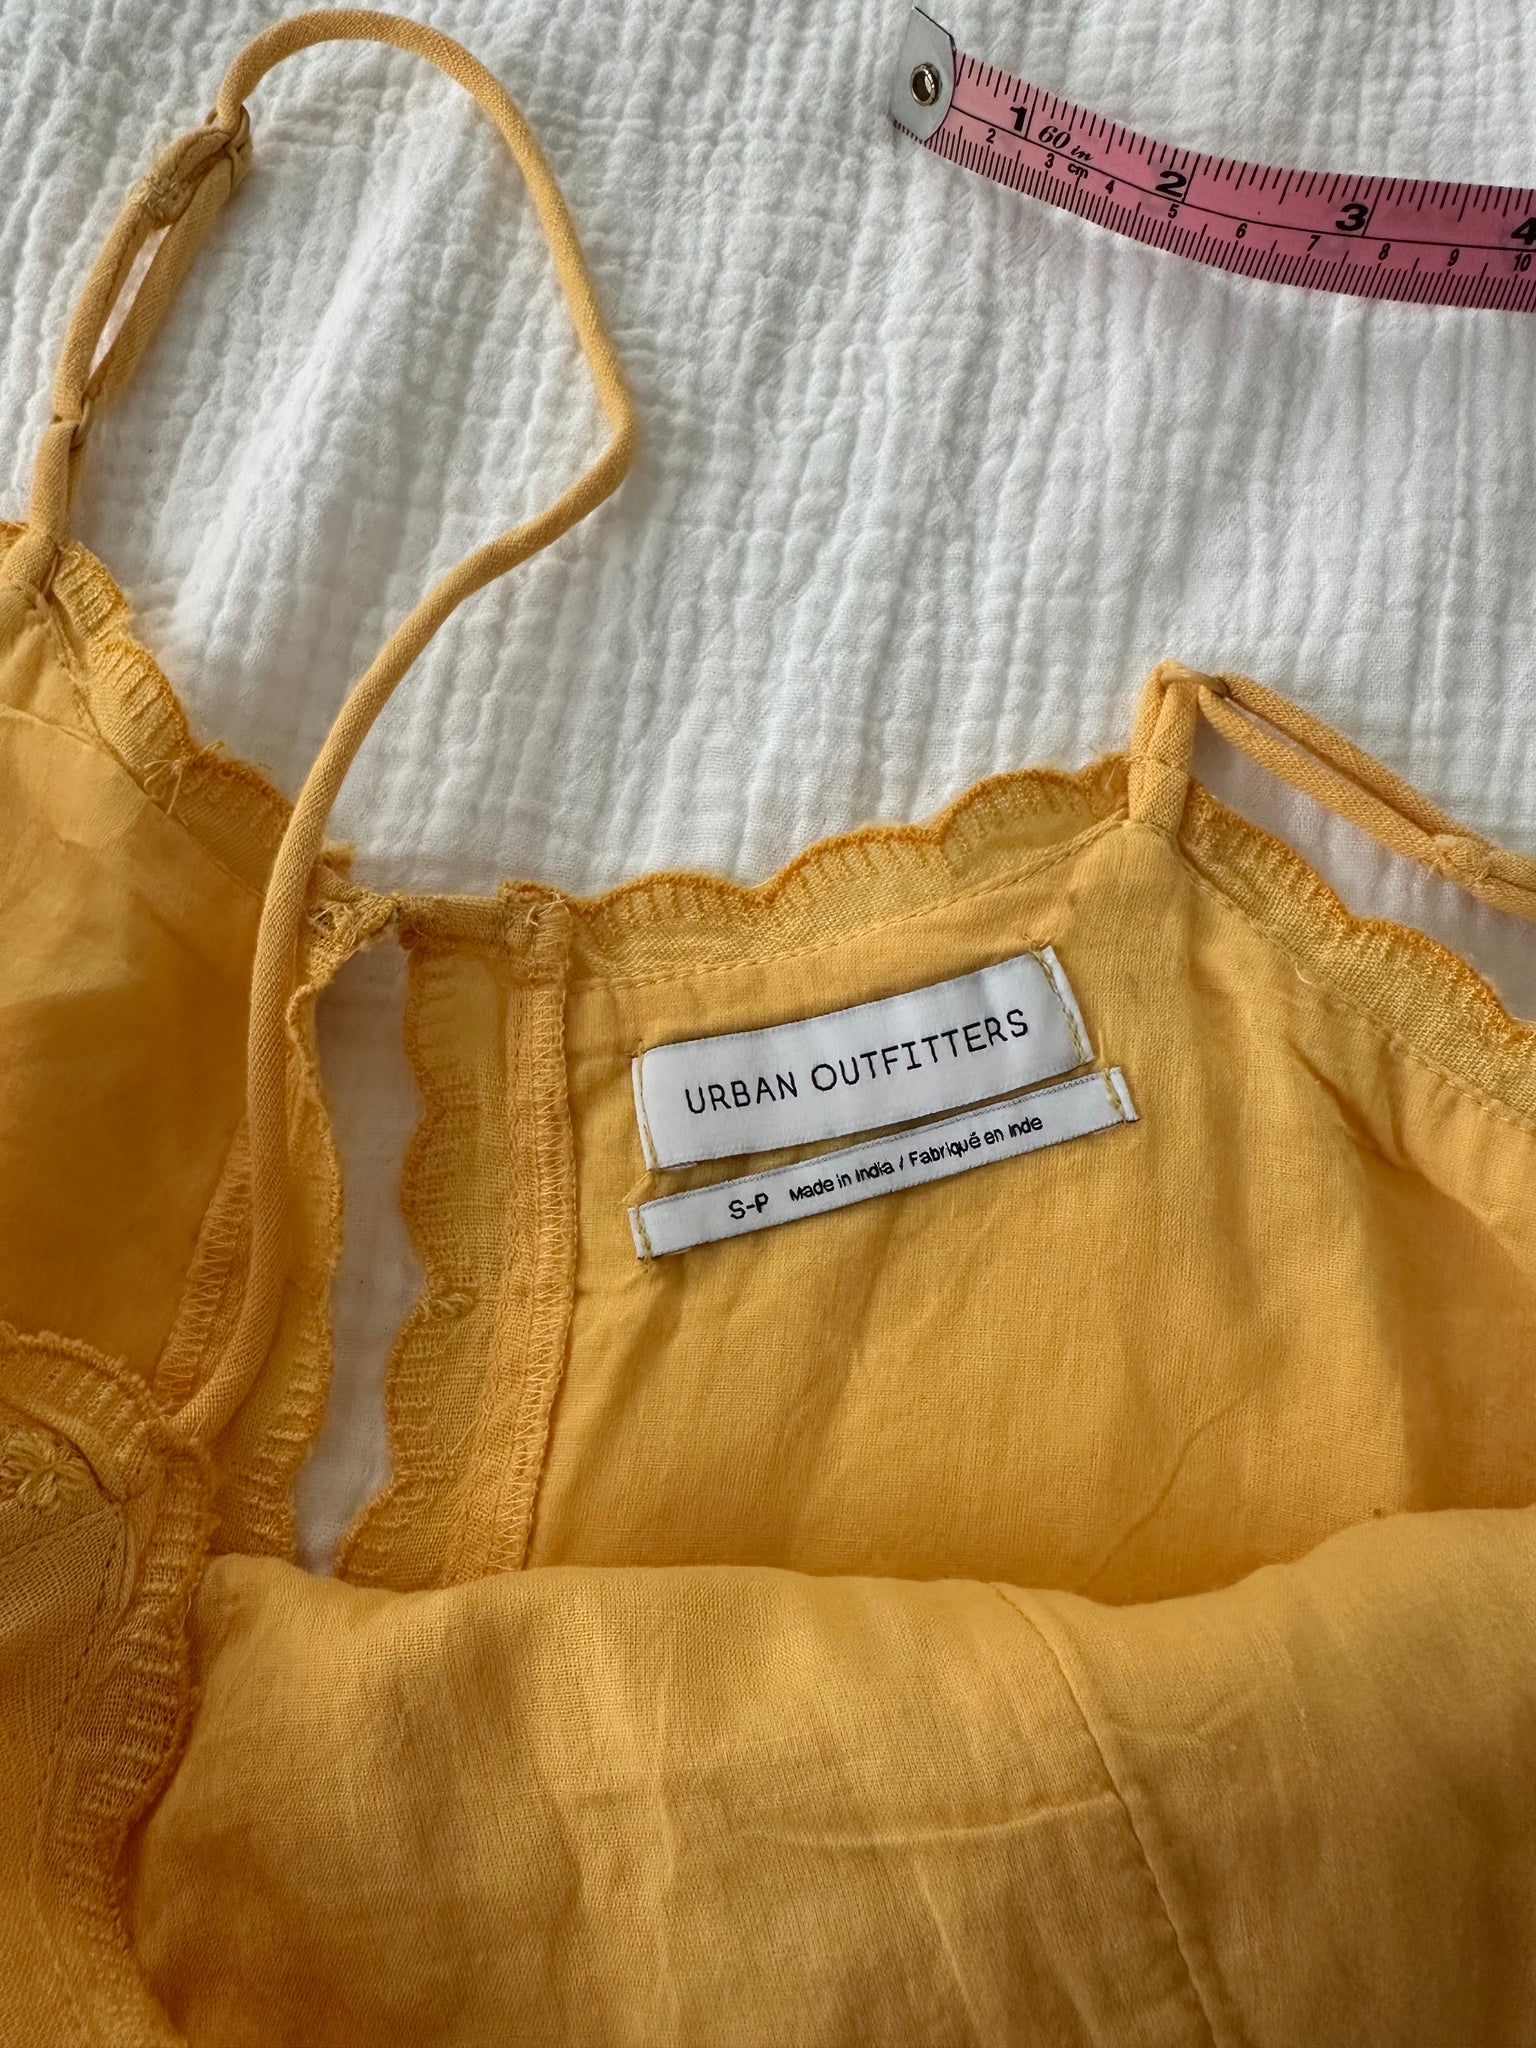 1 60 in 2 3 4
2 3 cm 4 5 6 7 8 9 10
URBAN OUTFITTERS
S-P Made in India / Fabriqué en Inde